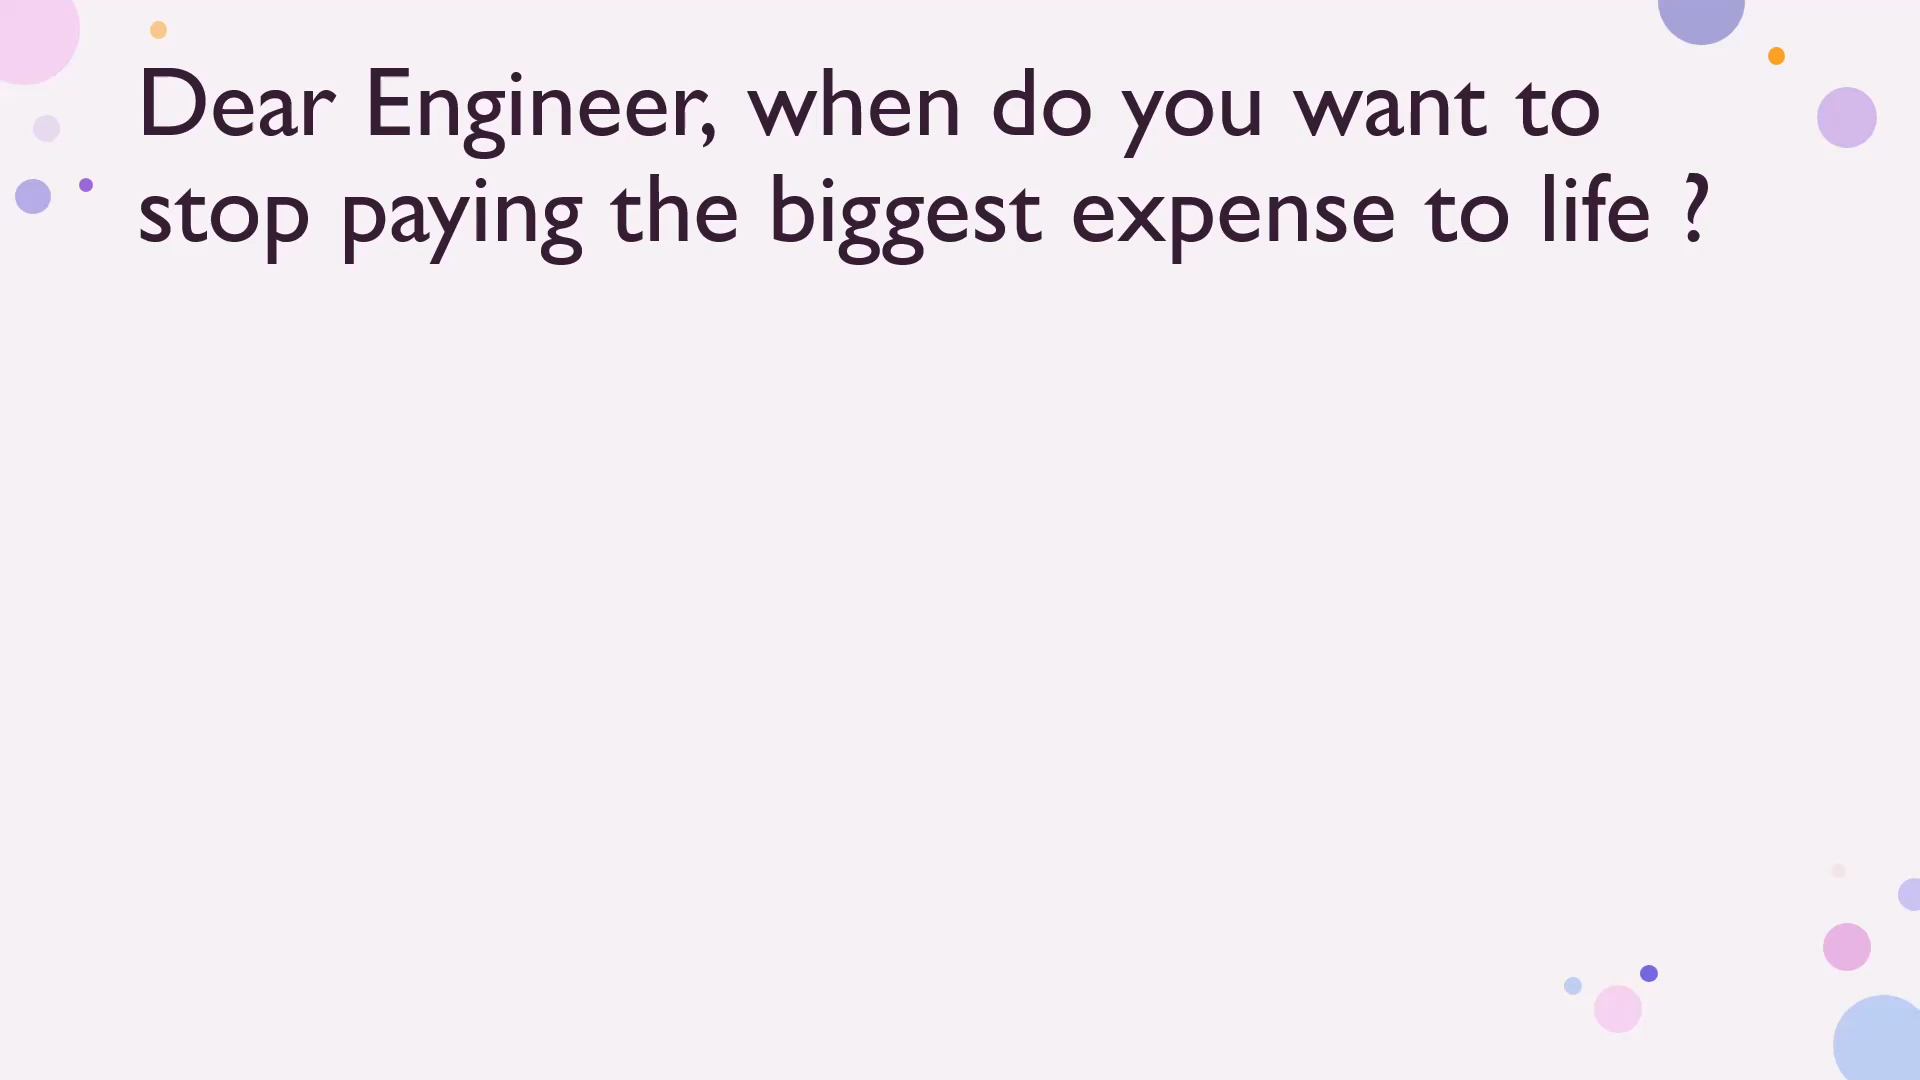 Dear Engineer, when do you want to
stop paying the biggest expense to life ?